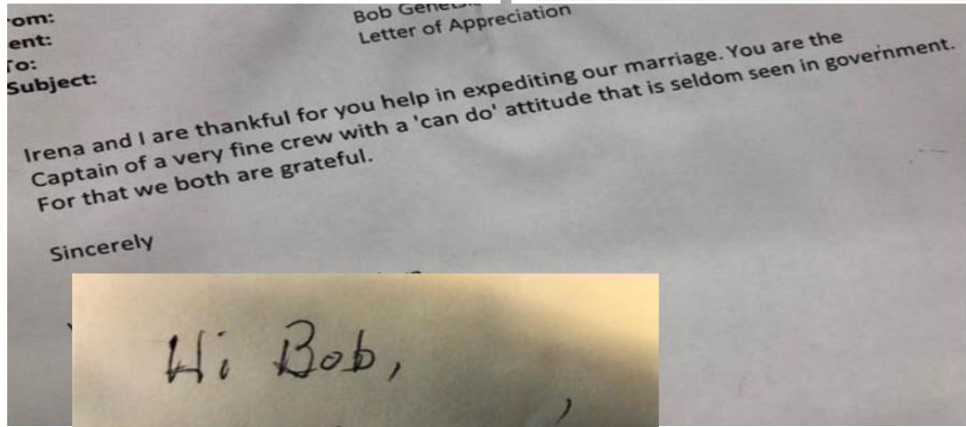 om:
ent:
To:
Subject:
Bob
Letter of Appreciation
Irena and I are thankful for you help in expediting our marriage. You are the
Captain of a very fine crew with a 'can do' attitude that is seldom seen in government.
For that we both are grateful.
Sincerely
Hi Bob,